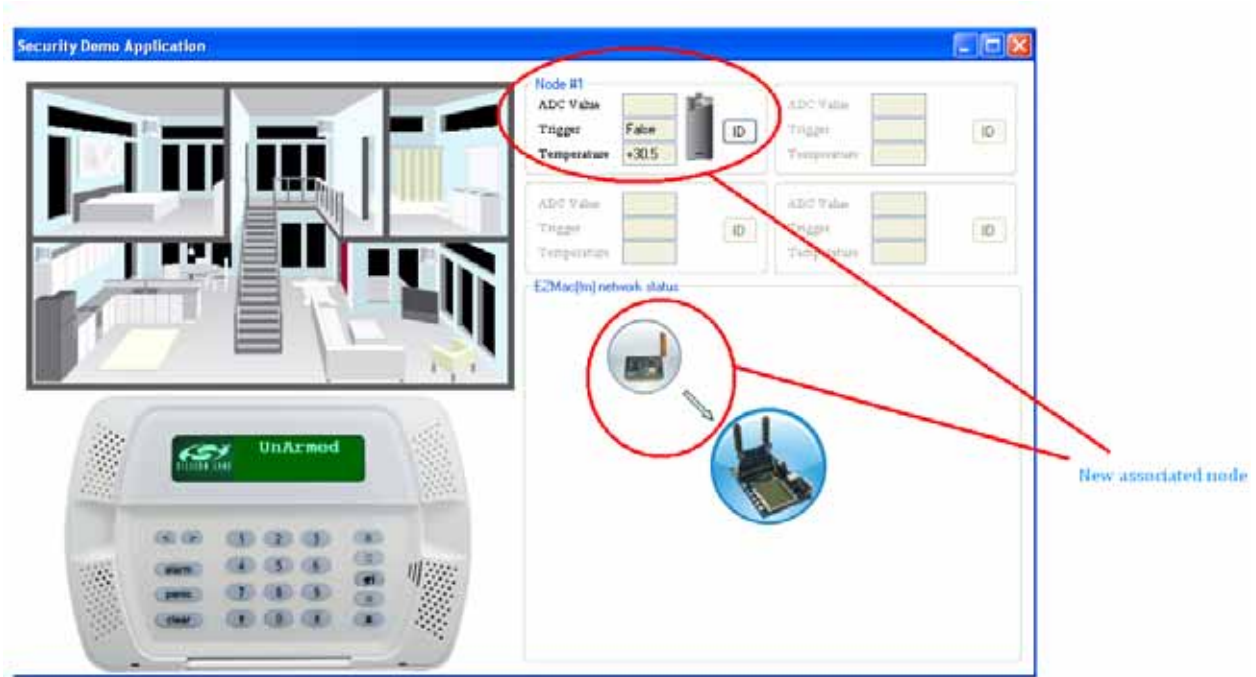 Security Demo Application
Node #1
ADC Value
Trigger False
Temperature +30.5
ID
ADC Value
Trigger
Temperature
ID
ADC Value
Trigger
Temperature
ID
ADC Value
Trigger
Temperature
ID
EZMac(tm) network status
UnArmed
SILICON LABS
< >
1 2 3
alarm
4 5 6
panic
7 8 9
clear
0 #
New associated node